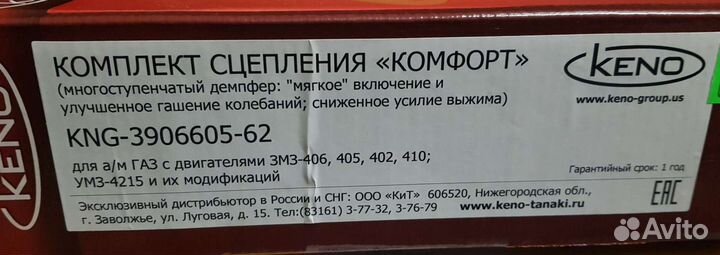 КОМПЛЕКТ СЦЕПЛЕНИЯ «КОМФОРТ»
(многоступенчатый демпфер: "мягкое" включение и
улучшенное гашение колебаний; сниженное усилие выжима)
KNG-3906605-62
для а/м ГАЗ с двигателями ЗМЗ-406, 405, 402, 410;
УМЗ-4215 и их модификаций
KENO
www.keno-group.us
Гарантийный срок: 1 год
Эксклюзивный дистрибьютор в России и СНГ: ООО «КиТ» 606520, Нижегородская обл.,
г. Заволжье, ул. Луговая, д. 15. Тел:(83161) 3-77-32, 3-76-79
www.keno-tanaki.ru
EAC
KENO
Avito